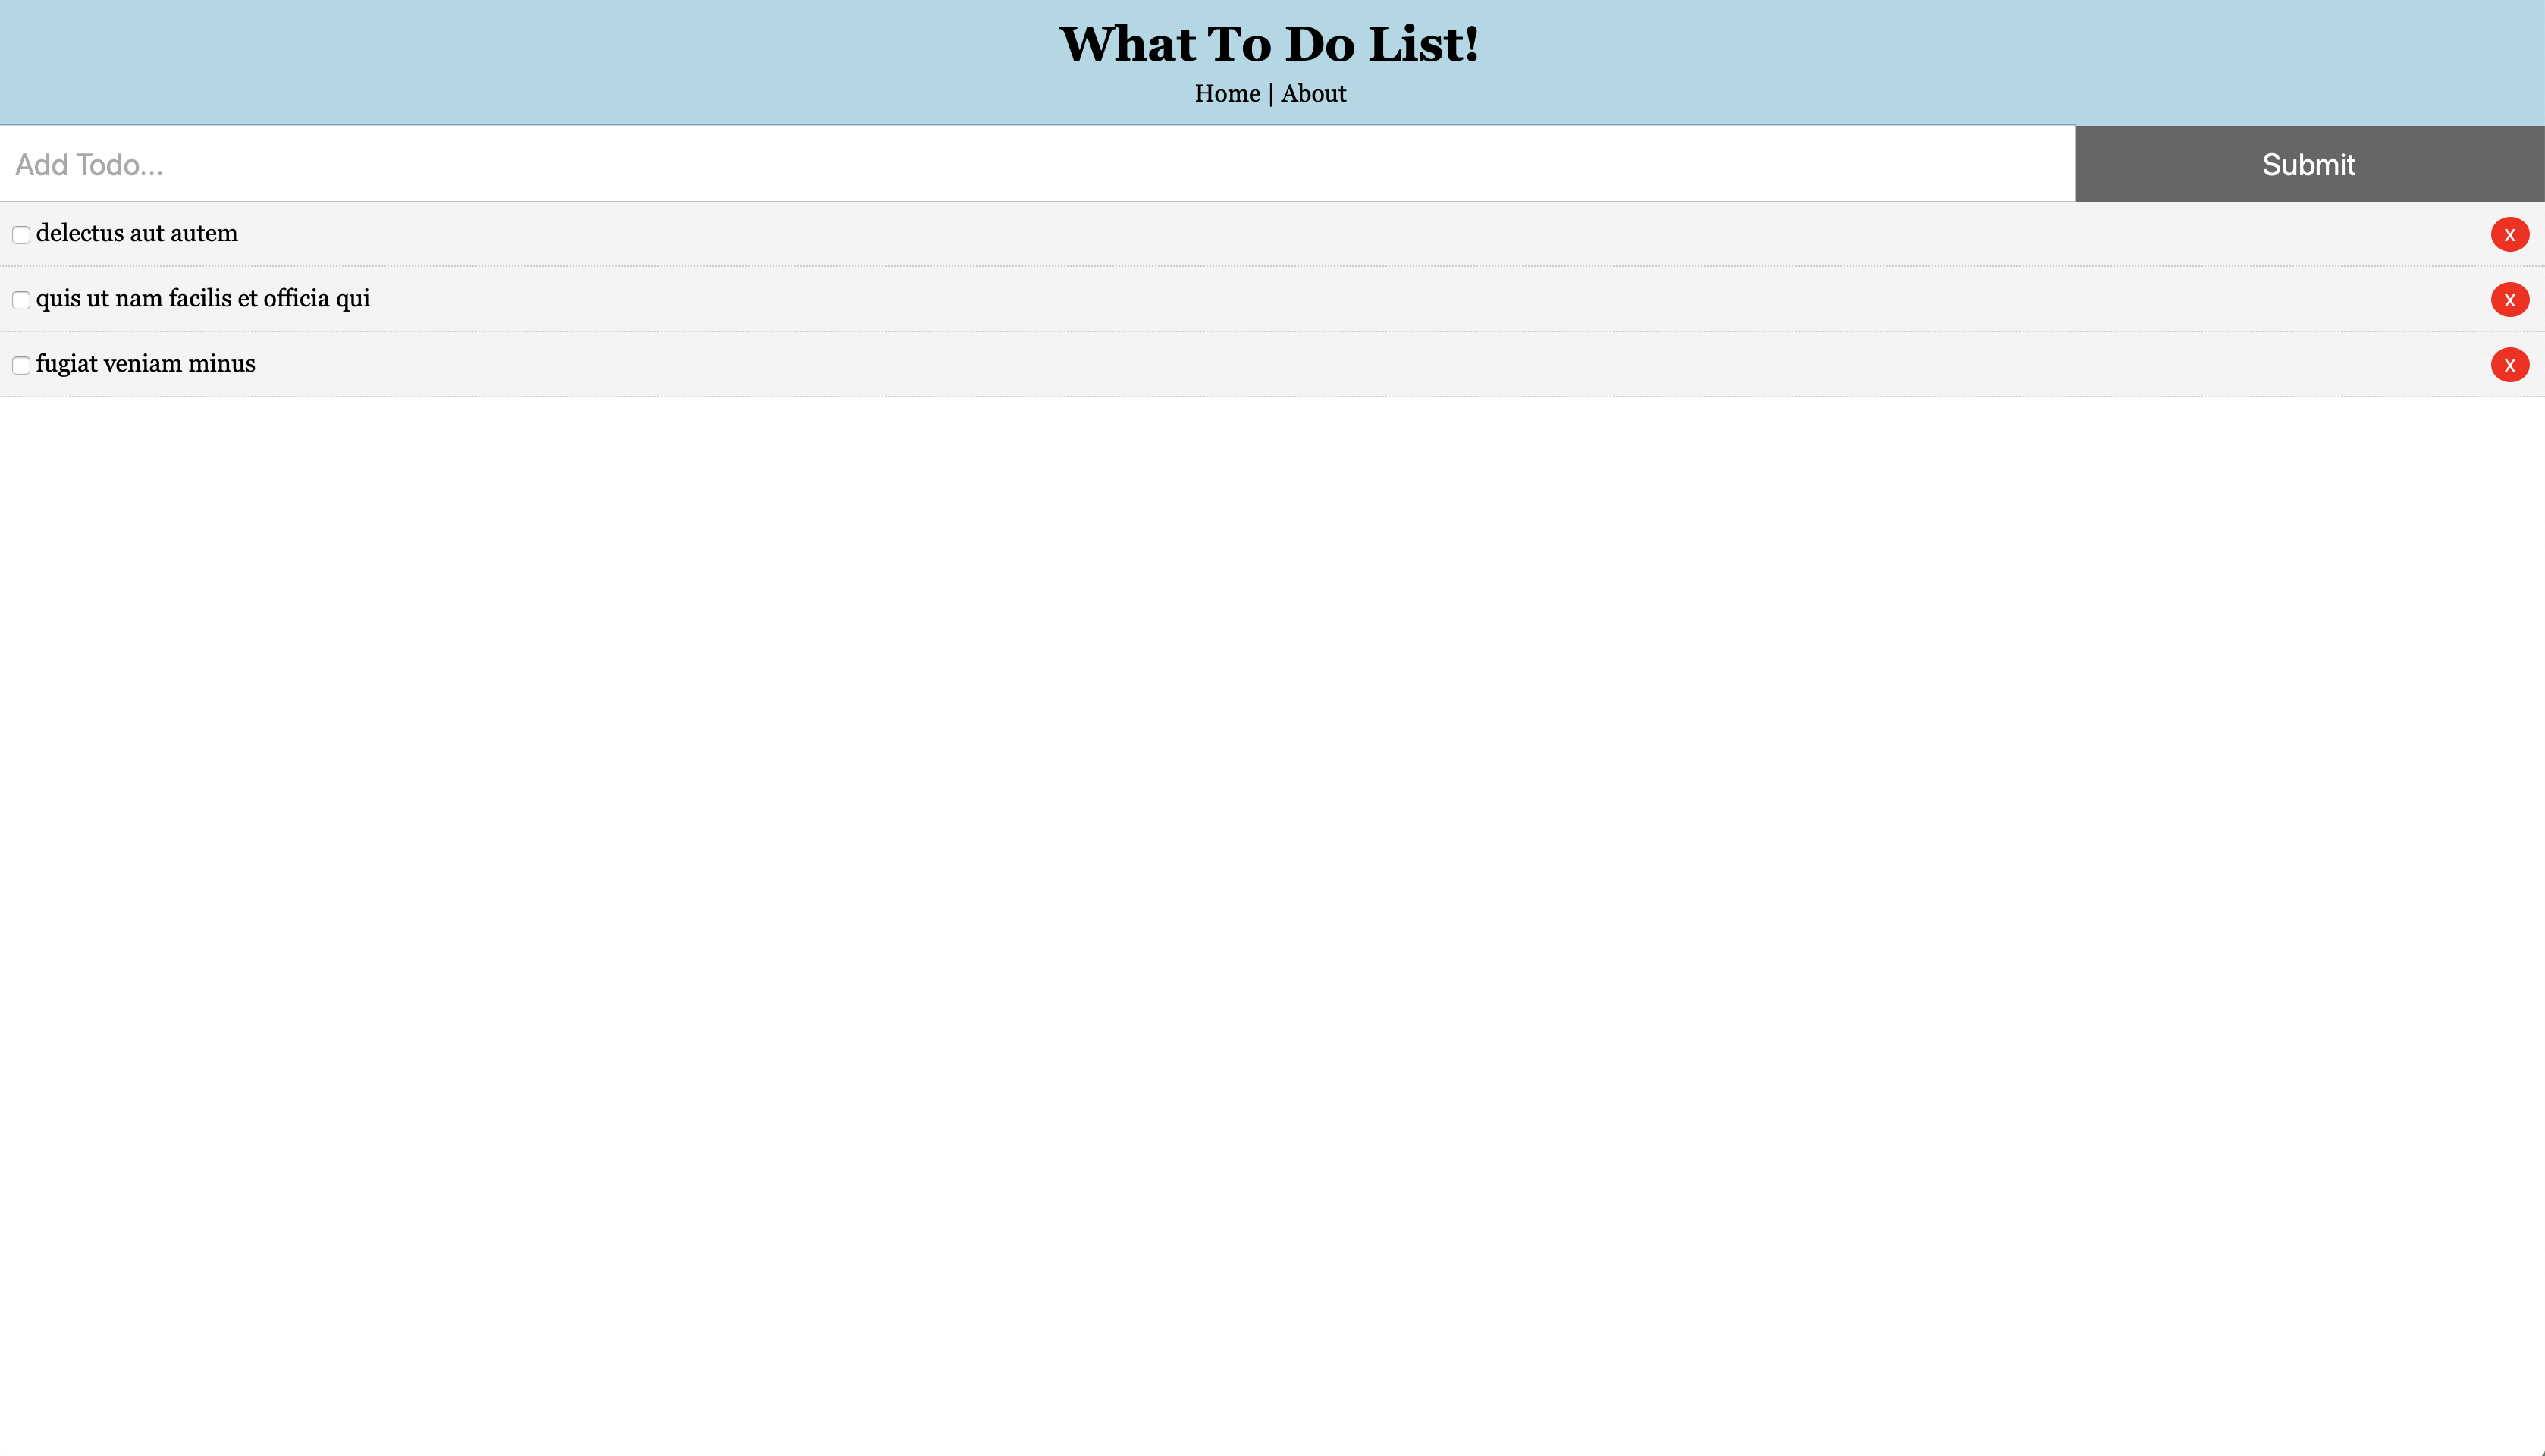 What To Do List!
Home | About
Add Todo...
Submit
delectus aut autem
x
quis ut nam facilis et officia qui
x
fugiat veniam minus
x